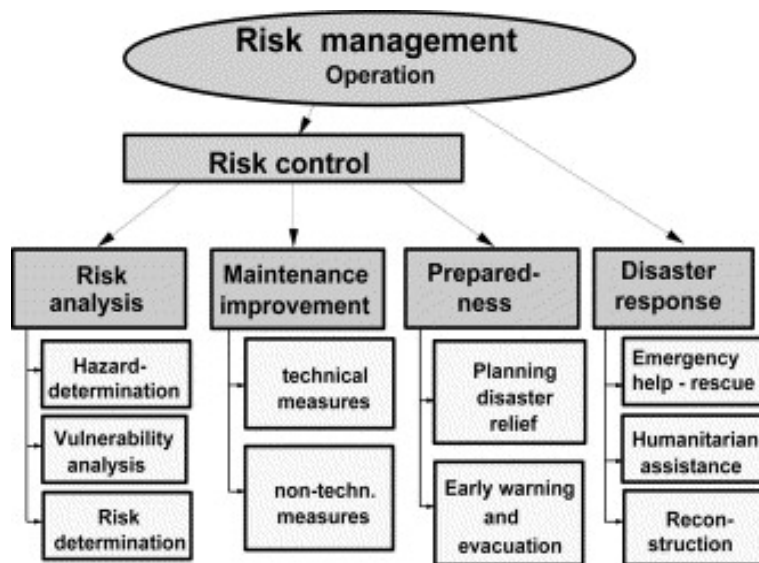 Risk management
Operation
Risk control
Risk
analysis
Maintenance
improvement
Prepared-
ness
Disaster
response
Hazard-
determination
Vulnerability
analysis
Risk
determination
technical
measures
non-techn.
measures
Planning
disaster
relief
Early warning
and
evacuation
Emergency
help - rescue
Humanitarian
assistance
Recon-
struction